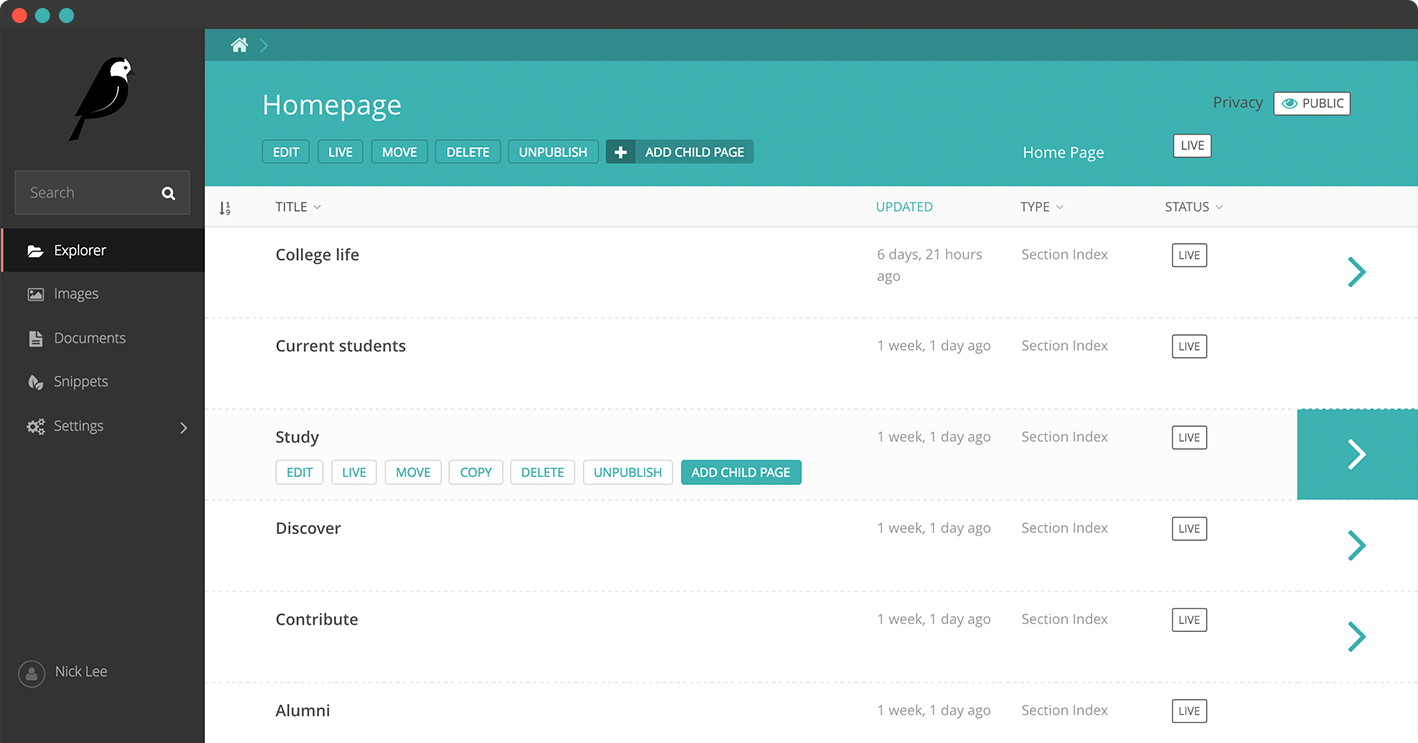 Homepage
Privacy PUBLIC
EDIT LIVE MOVE DELETE UNPUBLISH ADD CHILD PAGE Home Page LIVE
Search
Explorer
Images
Documents
Snippets
Settings
Nick Lee
TITLE UPDATED TYPE STATUS
College life 6 days, 21 hours Section Index LIVE
ago
Current students 1 week, 1 day ago Section Index LIVE
Study 1 week, 1 day ago Section Index LIVE
EDIT LIVE MOVE COPY DELETE UNPUBLISH ADD CHILD PAGE
Discover 1 week, 1 day ago Section Index LIVE
Contribute 1 week, 1 day ago Section Index LIVE
Alumni 1 week, 1 day ago Section Index LIVE